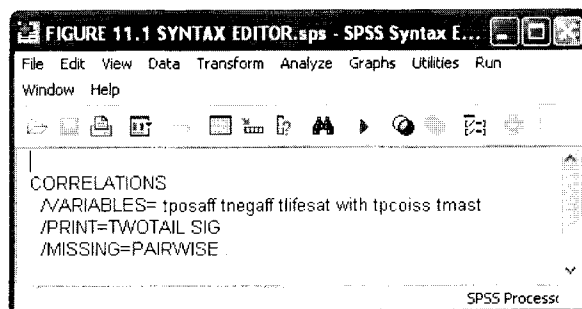 FIGURE 11.1 SYNTAX EDITOR.sps - SPSS Syntax E...
File Edit View Data Transform Analyze Graphs Utilities Run
Window Help
CORRELATIONS
/VARIABLES= tposaff tnegaff tlifesat with tpcoiss tmast
/PRINT=TWOTAIL SIG
/MISSING=PAIRWISE .
SPSS Processo